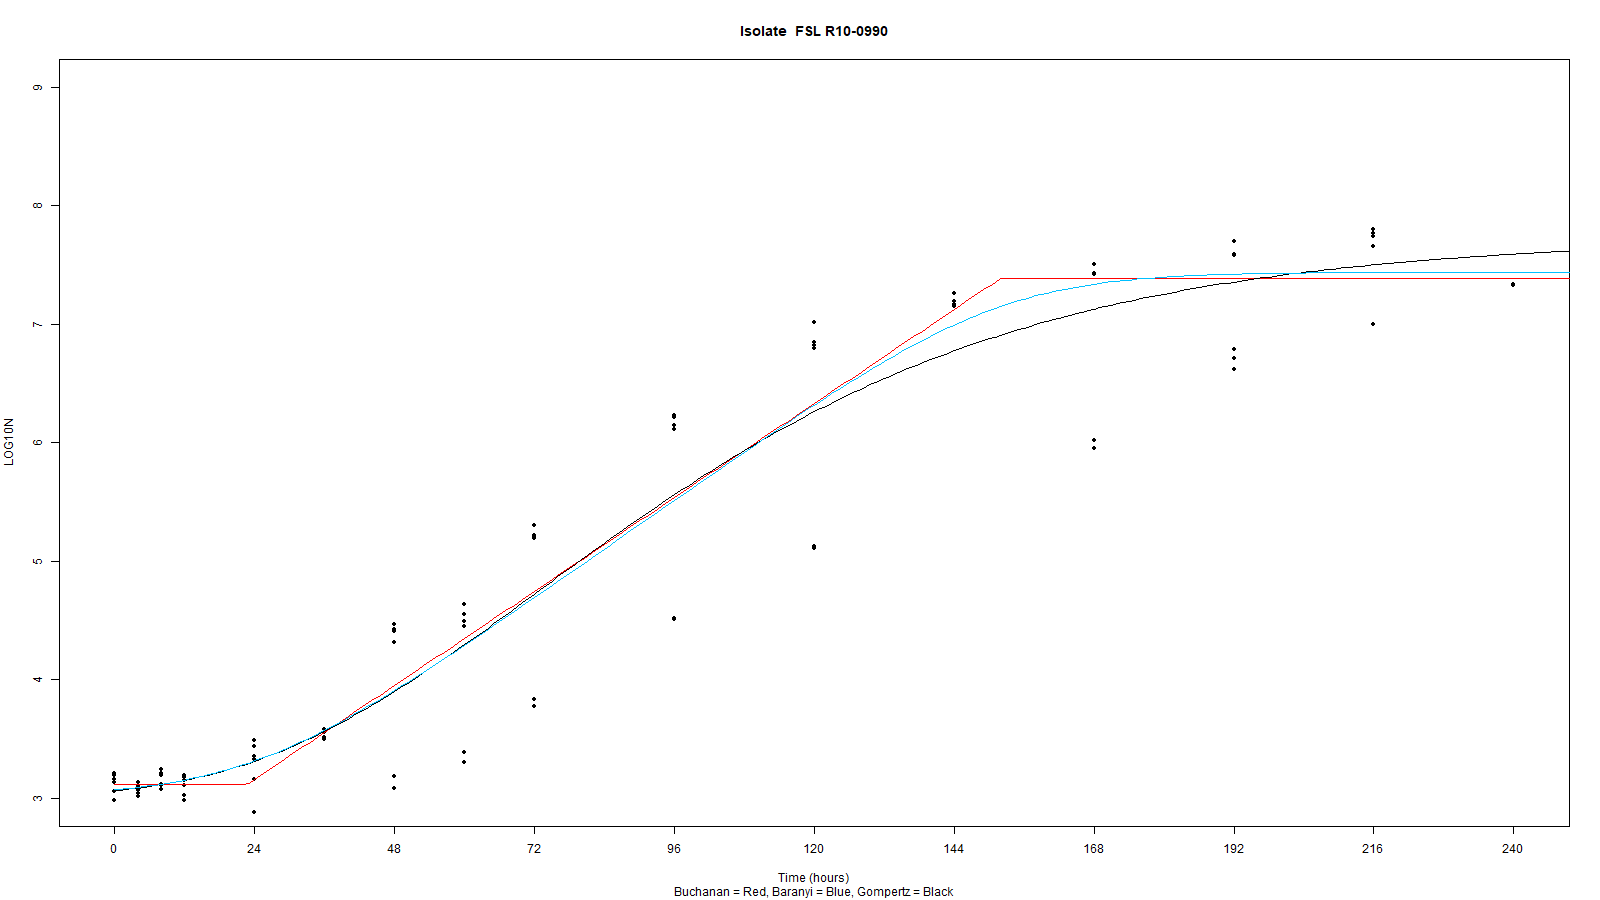 Isolate  FSL R10-0990
9
8
7
6
5
4
3
LOG10N
0 24 48 72 96 120 144 168 192 216 240
Time (hours)
Buchanan = Red, Baranyi = Blue, Gompertz = Black